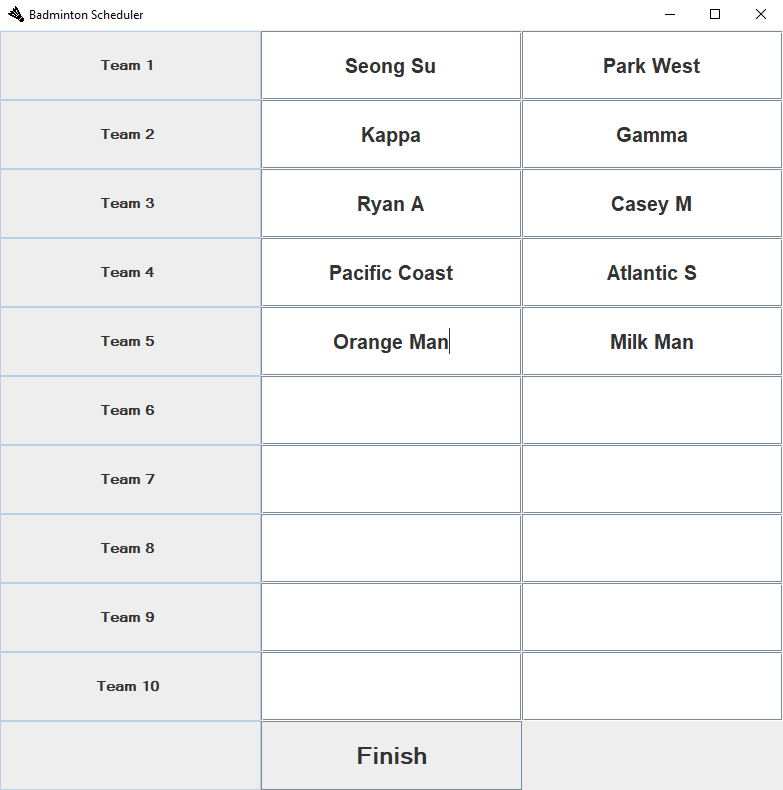 Badminton Scheduler
Team 1 Seong Su Park West
Team 2 Kappa Gamma
Team 3 Ryan A Casey M
Team 4 Pacific Coast Atlantic S
Team 5 Orange Man Milk Man
Team 6
Team 7
Team 8
Team 9
Team 10
Finish